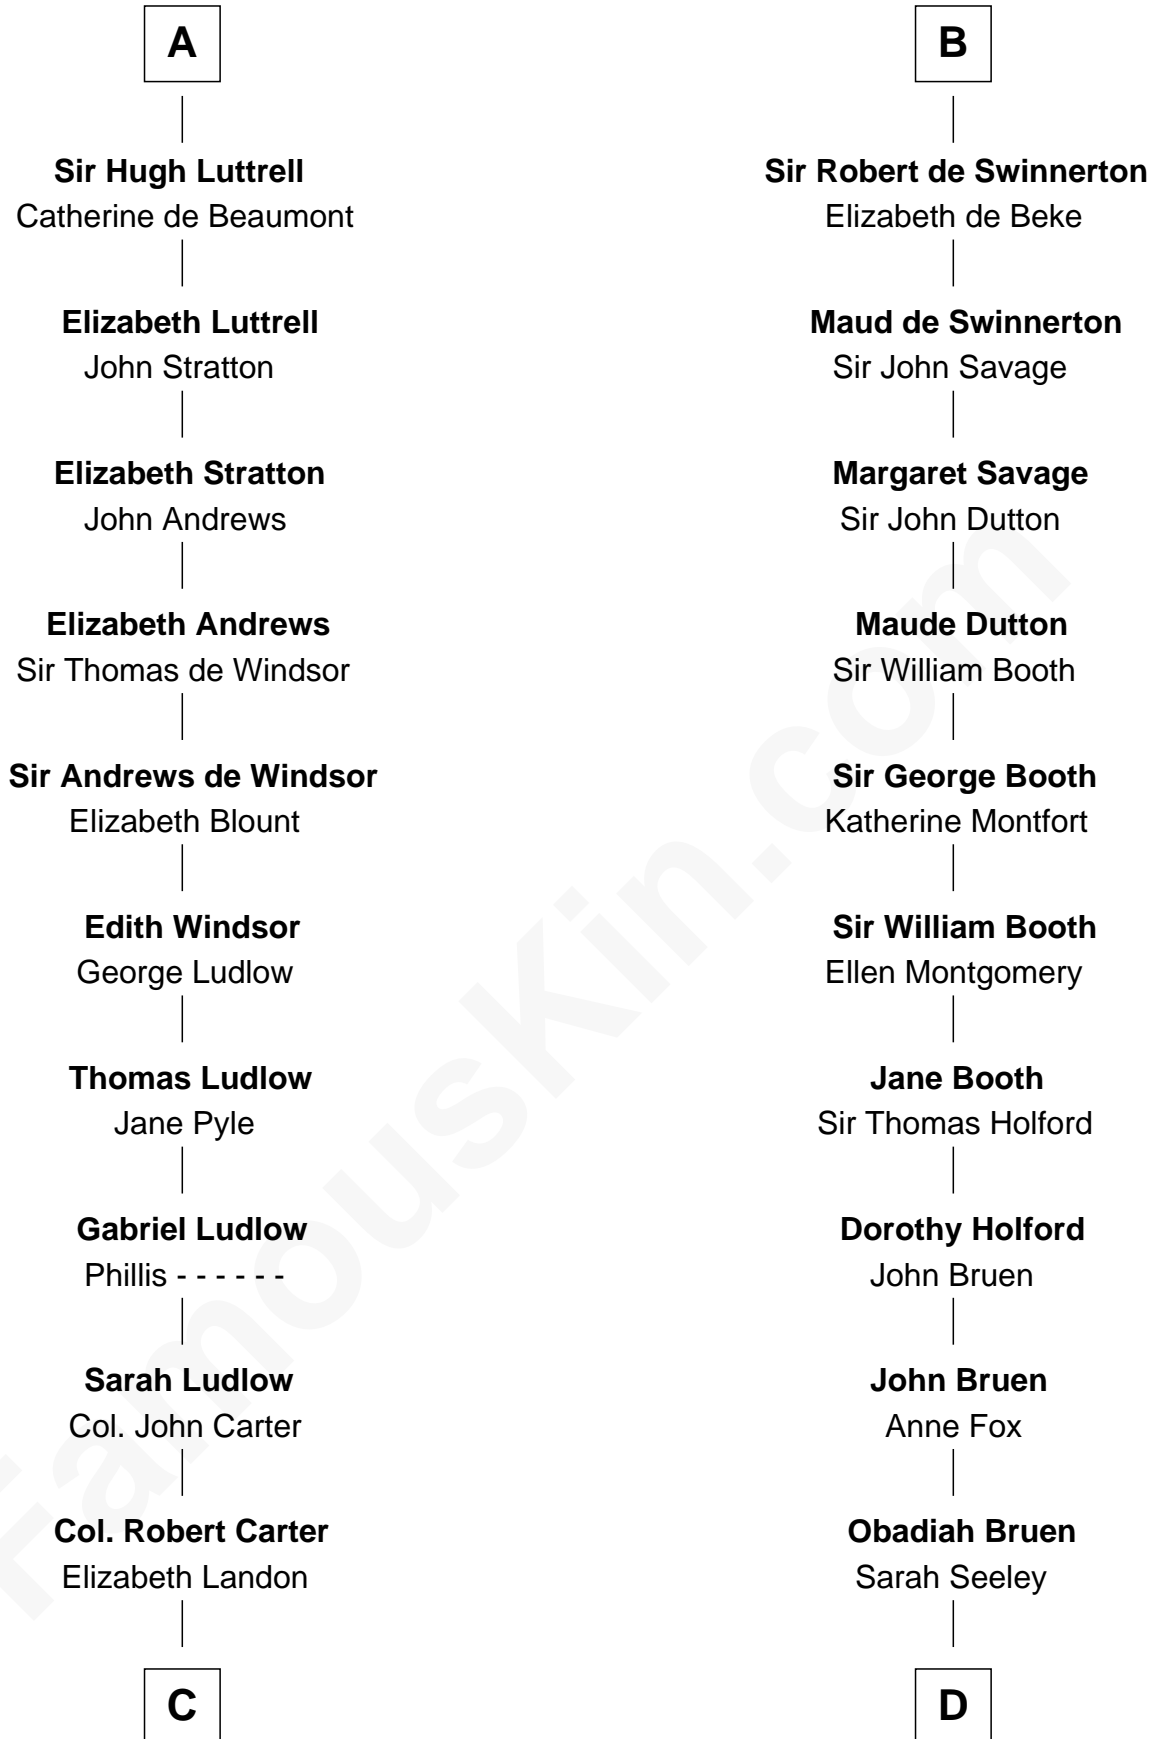 A
Sir Hugh Luttrell
Catherine de Beaumont
Elizabeth Luttrell
John Stratton
Elizabeth Stratton
John Andrews
Elizabeth Andrews
Sir Thomas de Windsor
Sir Andrews de Windsor
Elizabeth Blount
Edith Windsor
George Ludlow
Thomas Ludlow
Jane Pyle
Gabriel Ludlow
Phillis - - - - - -
Sarah Ludlow
Col. John Carter
Col. Robert Carter
Elizabeth Landon
C
B
Sir Robert de Swinnerton
Elizabeth de Beke
Maud de Swinnerton
Sir John Savage
Margaret Savage
Sir John Dutton
Maude Dutton
Sir William Booth
Sir George Booth
Katherine Montfort
Sir William Booth
Ellen Montgomery
Jane Booth
Sir Thomas Holford
Dorothy Holford
John Bruen
John Bruen
Anne Fox
Obadiah Bruen
Sarah Seeley
D
FamousKin.com